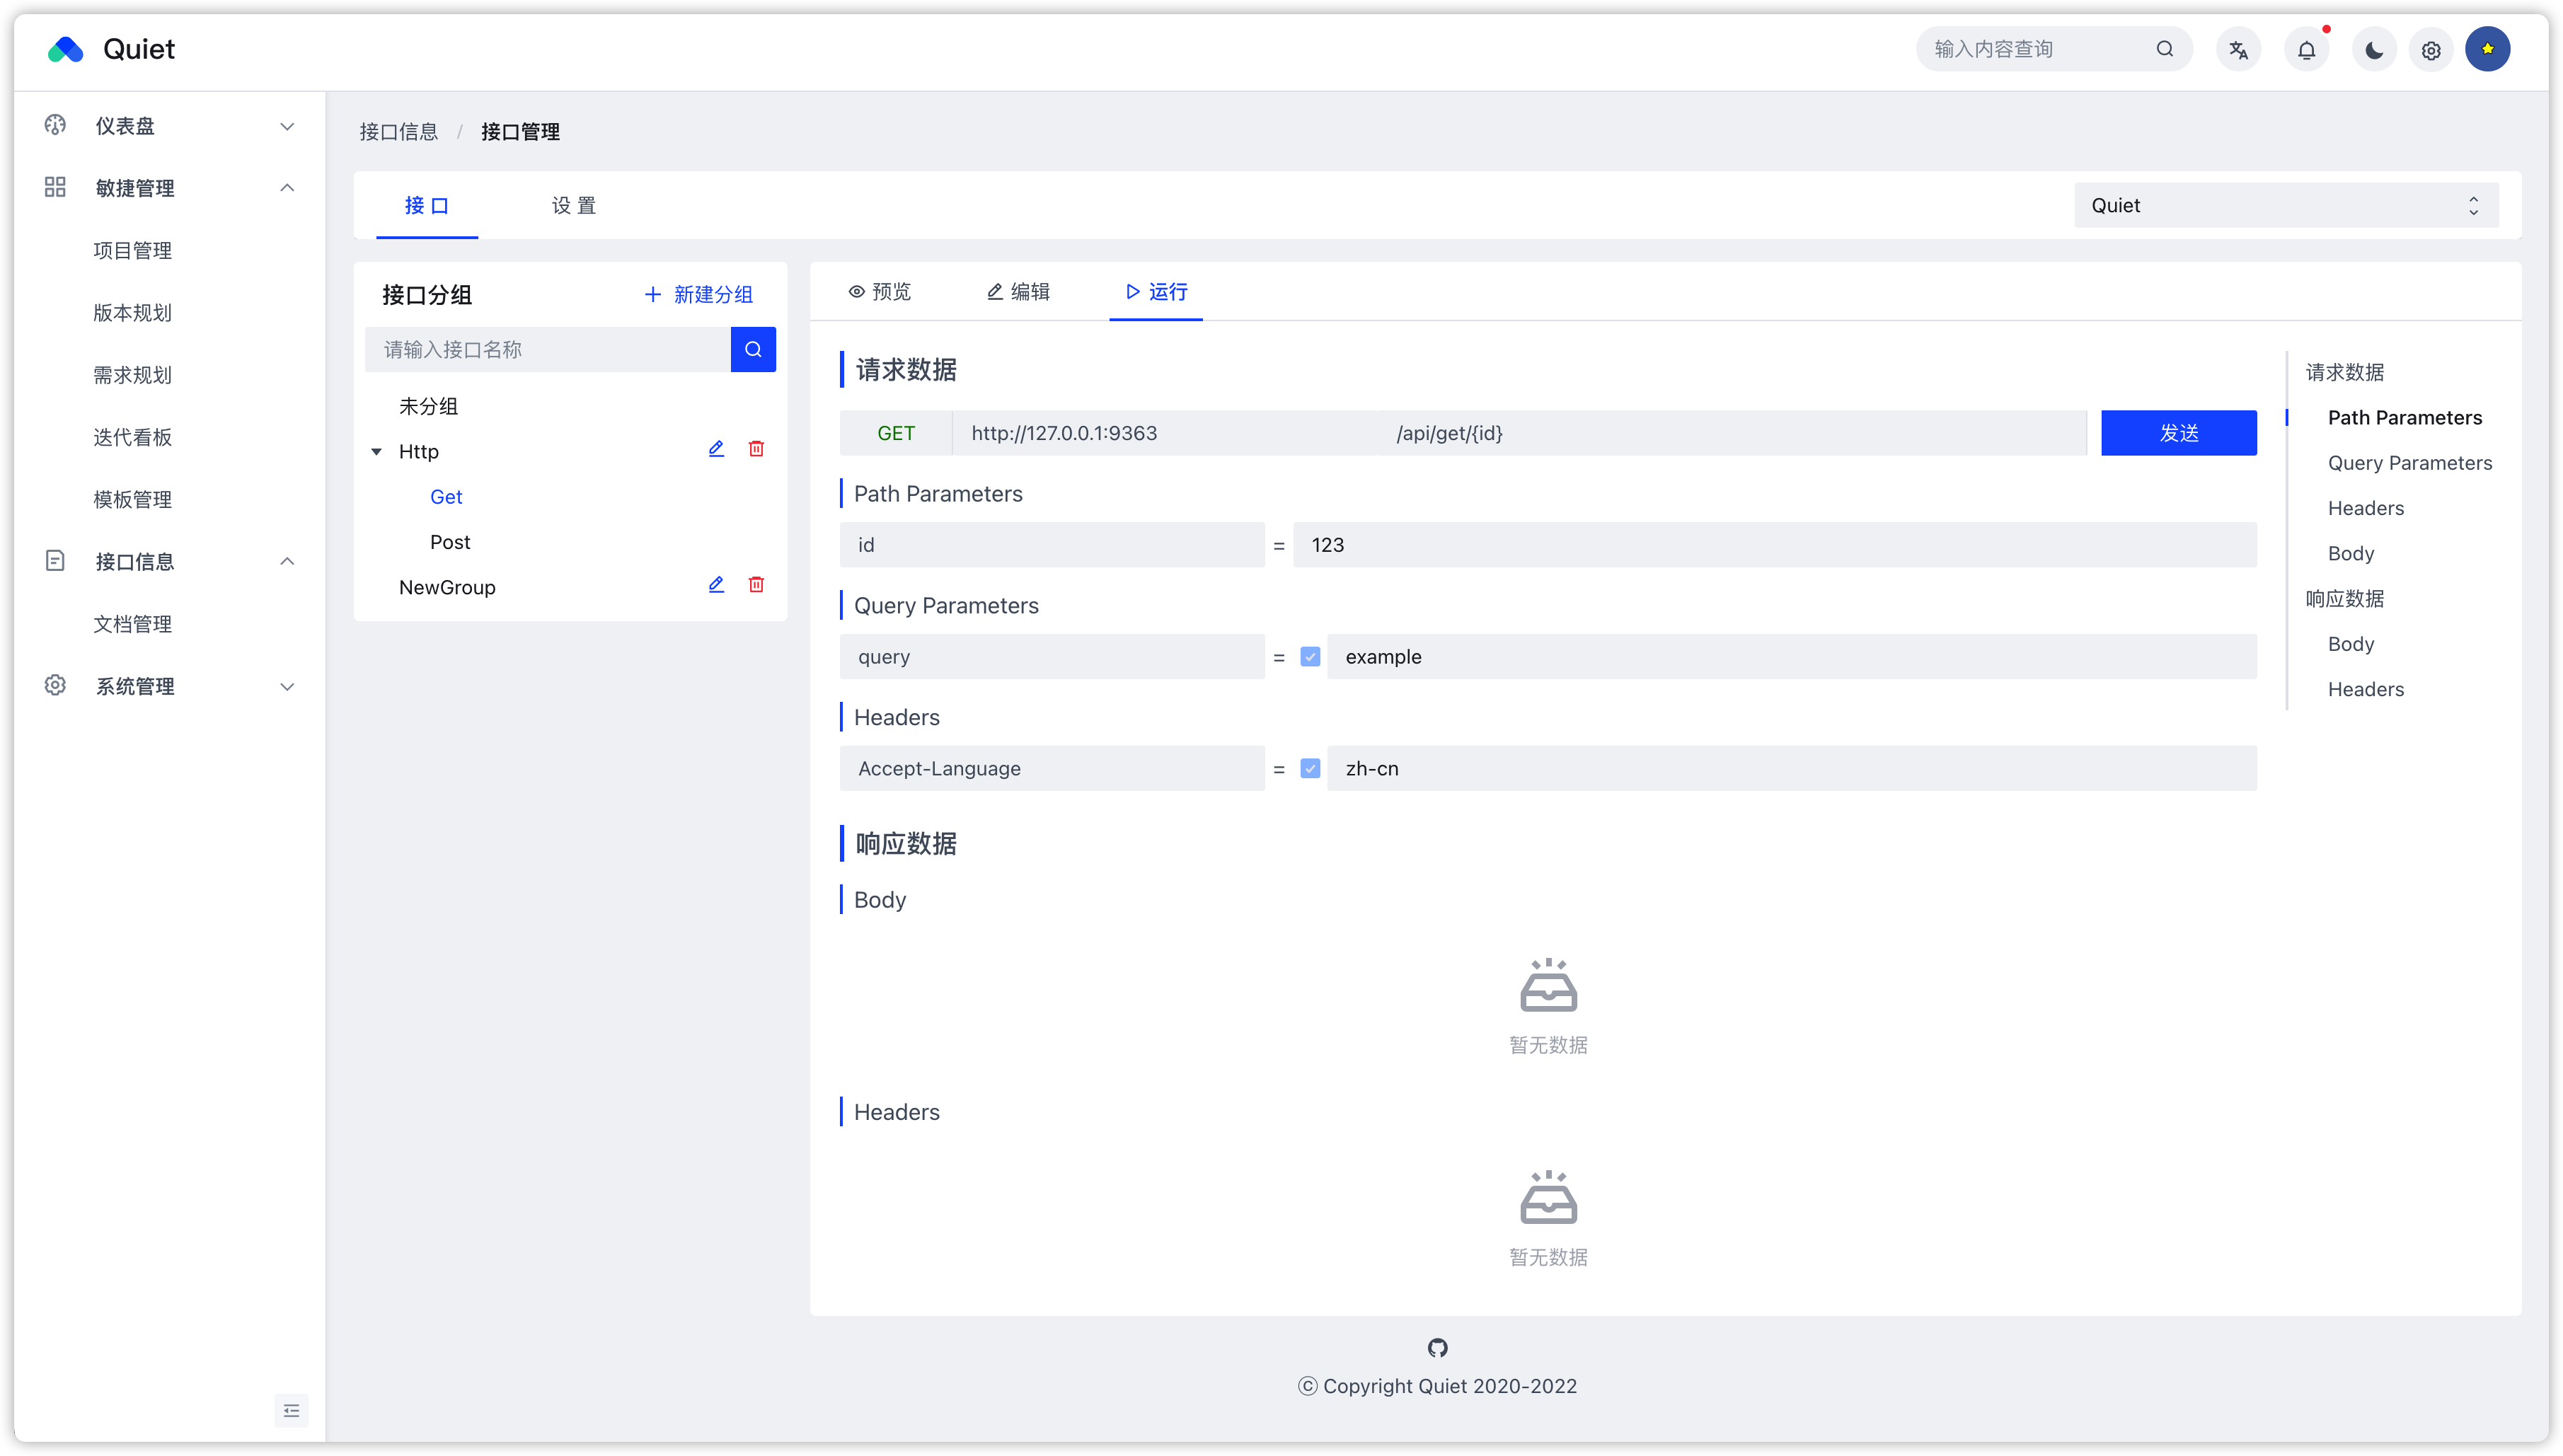 Quiet
输入内容查询
仪表盘
敏捷管理
项目管理
版本规划
需求规划
迭代看板
模板管理
接口信息
文档管理
系统管理
接口信息 / 接口管理
接口 设置
Quiet
接口分组
新建分组
请输入接口名称
未分组
Http
Get
Post
NewGroup
预览 编辑 运行
请求数据
GET http://127.0.0.1:9363 /api/get/{id} 发送
Path Parameters
id = 123
Query Parameters
query = example
Headers
Accept-Language = zh-cn
响应数据
Body
暂无数据
Headers
暂无数据
请求数据
Path Parameters
Query Parameters
Headers
Body
响应数据
Body
Headers
© Copyright Quiet 2020-2022